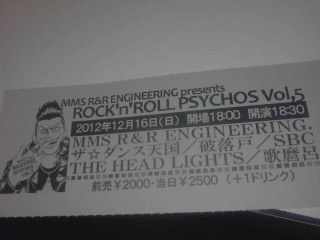 MMS R&R ENGINEERING presents
ROCK'n'ROLL PSYCHOS Vol,5
2012年12月16日(日) 開場18:00 開演18:30
MMS R&R ENGINEERING.
ザ☆ダンス天国／破落戸／SBC
THE HEAD LIGHTS／歌麿呂
前売¥2000-当日¥2500 (+1ドリンク)